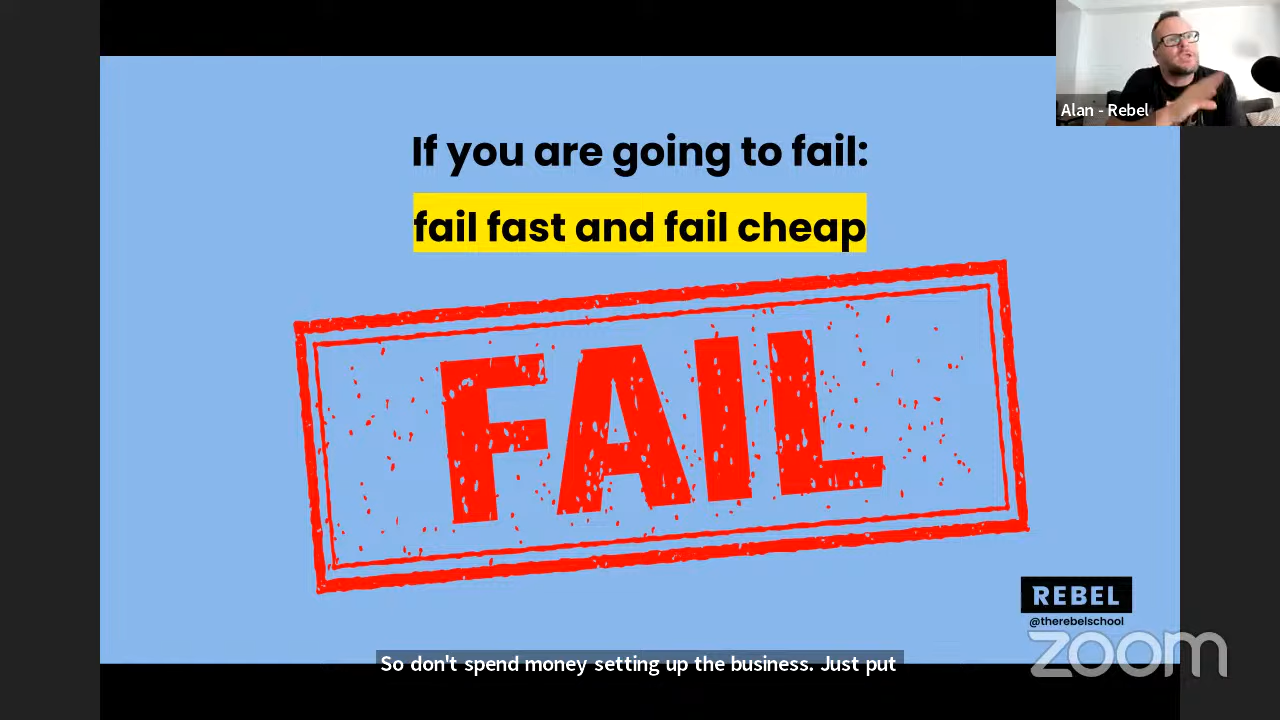 Alan - Rebel
If you are going to fail:
fail fast and fail cheap
FAIL
REBEL
@therebelschool
zoom
So don't spend money setting up the business. Just put